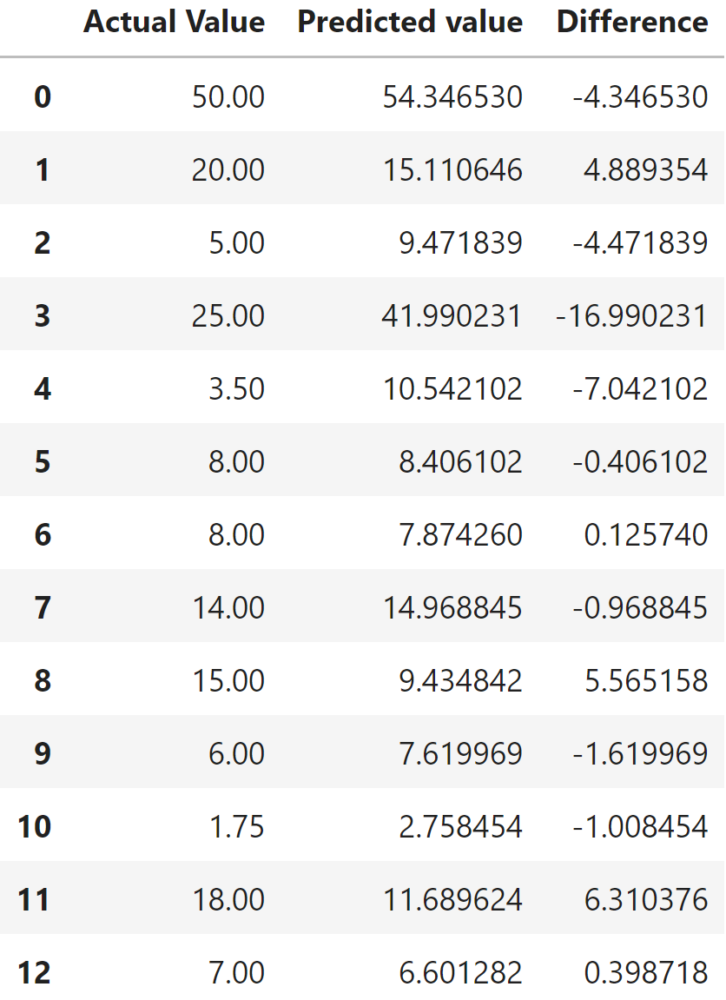 Actual Value Predicted value Difference
0 50.00 54.346530 -4.346530
1 20.00 15.110646 4.889354
2 5.00 9.471839 -4.471839
3 25.00 41.990231 -16.990231
4 3.50 10.542102 -7.042102
5 8.00 8.406102 -0.406102
6 8.00 7.874260 0.125740
7 14.00 14.968845 -0.968845
8 15.00 9.434842 5.565158
9 6.00 7.619969 -1.619969
10 1.75 2.758454 -1.008454
11 18.00 11.689624 6.310376
12 7.00 6.601282 0.398718